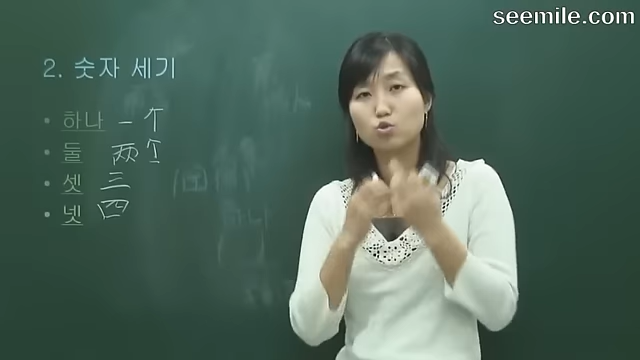 seemile.com
2. 숫자 세기
• 하나 一个
• 둘 两个
• 셋 三
• 넷 四